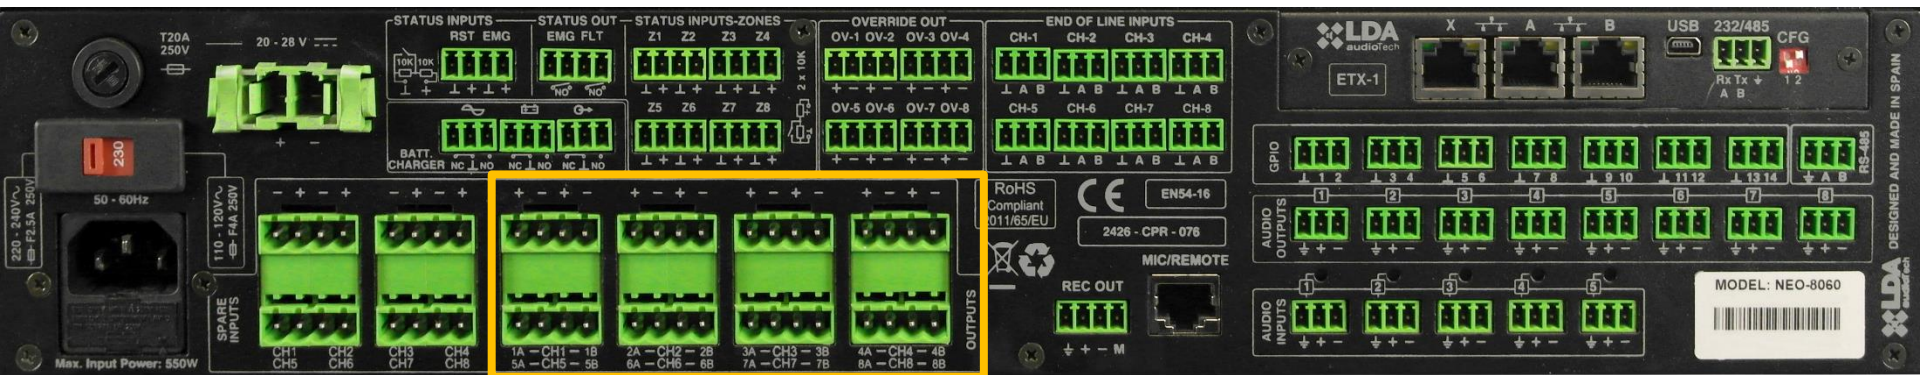 T20A
250V
20 - 28 V
STATUS INPUTS
RST EMG
10K 10K
⊥ + ⊥ +
STATUS OUT
EMG FLT
NO NO
STATUS INPUTS-ZONES
Z1 Z2 Z3 Z4
⊥ + ⊥ + ⊥ + ⊥ +
Z5 Z6 Z7 Z8
⊥ + ⊥ + ⊥ + ⊥ +
2 x 10K
BATT.
CHARGER
NC ⊥ NO NC ⊥ NO NC ⊥ NO
OVERRIDE OUT
OV-1 OV-2 OV-3 OV-4
+ - + - + - + -
OV-5 OV-6 OV-7 OV-8
+ - + - + - + -
END OF LINE INPUTS
CH-1 CH-2 CH-3 CH-4
⊥ A B ⊥ A B ⊥ A B ⊥ A B
CH-5 CH-6 CH-7 CH-8
⊥ A B ⊥ A B ⊥ A B ⊥ A B
LDA
audioTech
ETX-1
X A B
USB
232/485
Rx Tx
A B
CFG
1 2
+ -
230
50 - 60Hz
220 - 240V
F2.5A 250V
110 - 120V
F4A 250V
Max. Input Power: 550W
SPARE
INPUTS
- + - + - + - +
CH1 CH2 CH3 CH4
CH5 CH6 CH7 CH8
+ - + - + - + - + - + - + - + -
1A - CH1 - 1B 2A - CH2 - 2B 3A - CH3 - 3B 4A - CH4 - 4B
5A - CH5 - 5B 6A - CH6 - 6B 7A - CH7 - 7B 8A - CH8 - 8B
OUTPUTS
RoHS
Compliant
2011/65/EU
CE
EN54-16
2426 - CPR - 076
MIC/REMOTE
REC OUT
+ - M
GPIO
⊥ 1 2 ⊥ 3 4 ⊥ 5 6 ⊥ 7 8 ⊥ 9 10 ⊥ 11 12 ⊥ 13 14
A B
RS-485
AUDIO
OUTPUTS
1 2 3 4 5 6 7 8
+ - + - + - + - + - + - + - + -
AUDIO
INPUTS
1 2 3 4 5
+ - + - + - + - + -
MODEL: NEO-8060
DESIGNED AND MADE IN SPAIN
LDA
audioTech